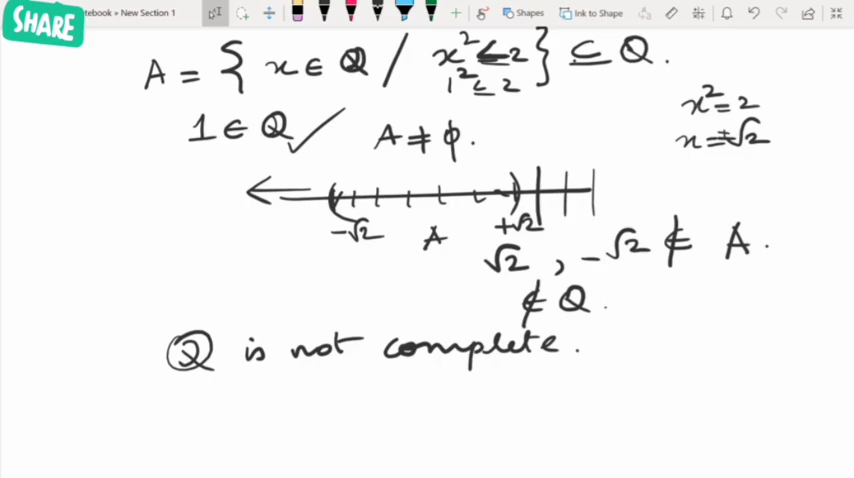 SHARE
tebook » New Section 1
Shapes
Ink to Shape
A = { x ∈ Q / x² ≤ 2 } ⊆ Q.
1² ≤ 2
x² = 2
x = ±√2
1 ∈ Q ✓ A ≠ ϕ.
-√2 A +√2
√2 , -√2 ∉ A.
∉ Q.
Q is not complete.